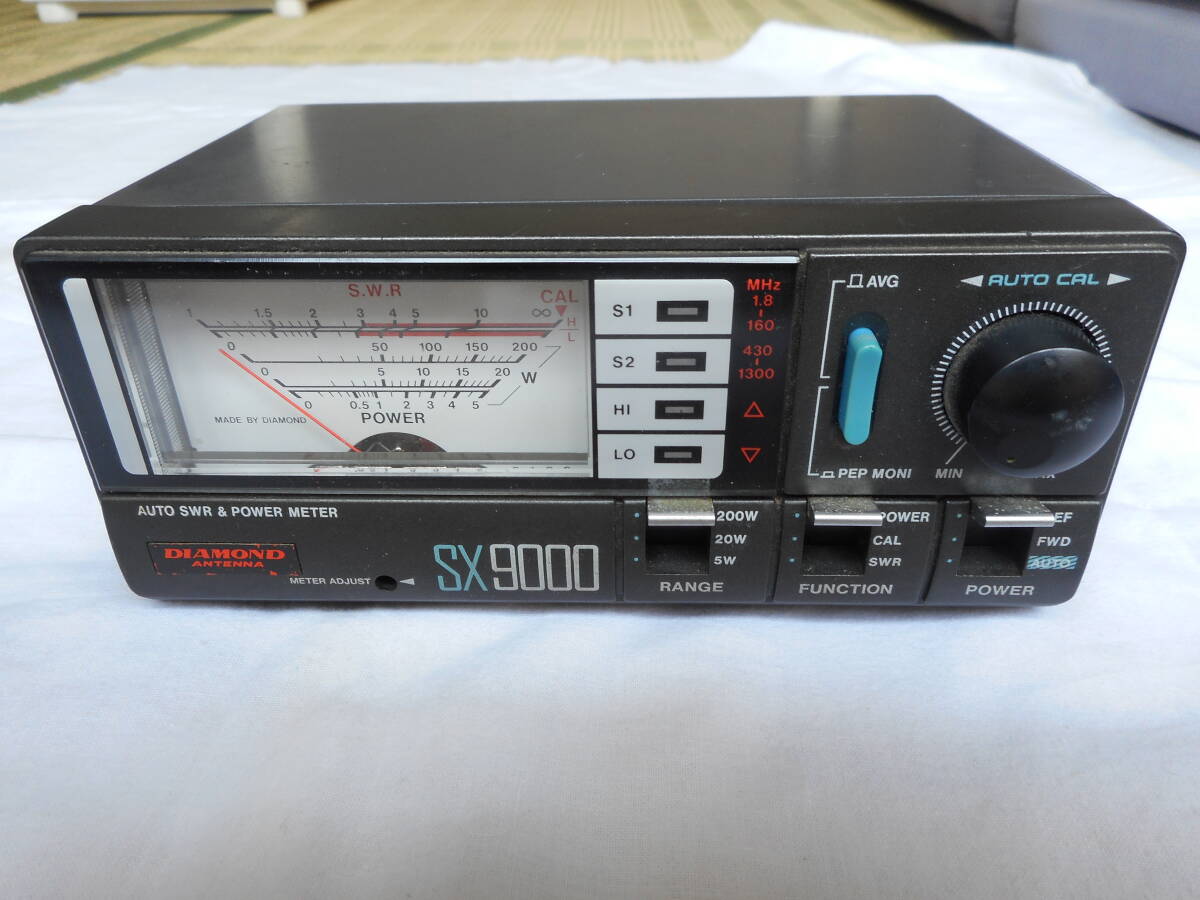 S.W.R
CAL
1 1.5 2 3 4 5 10 ∞
H
L
0 50 100 150 200
0 5 10 15 20
W
0 0.5 1 2 3 4 5
MADE BY DIAMOND
POWER
S1
S2
HI
LO
MHz
1.8
160
430
1300
AVG
PEP MONI
AUTO CAL
MIN
AUTO SWR & POWER METER
DIAMOND
ANTENNA
METER ADJUST
SX9000
200W
20W
5W
RANGE
POWER
CAL
SWR
FUNCTION
EF
FWD
AUTO
POWER